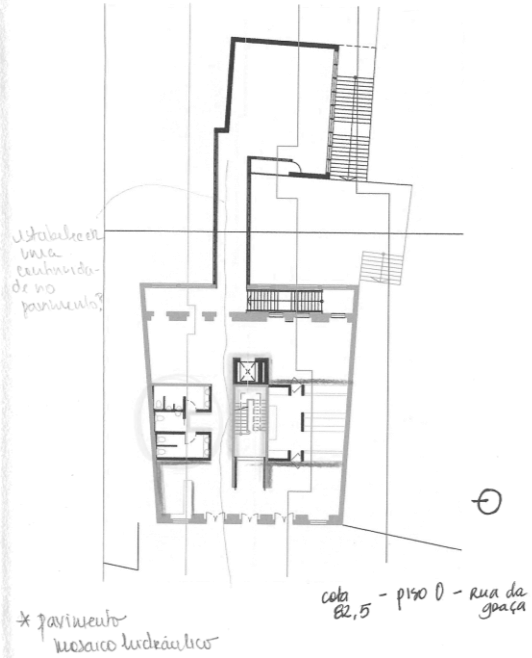 estabelecer
uma
continuida-
de no
pavimento?
cota - piso 0 - Rua da
82,5 graça
* pavimento
mosaico hidráulico